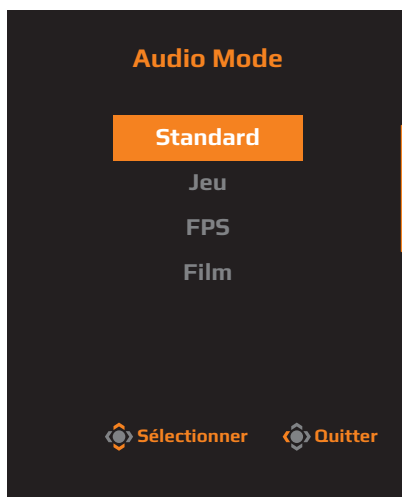 Audio Mode
Standard
Jeu
FPS
Film
Sélectionner Quitter